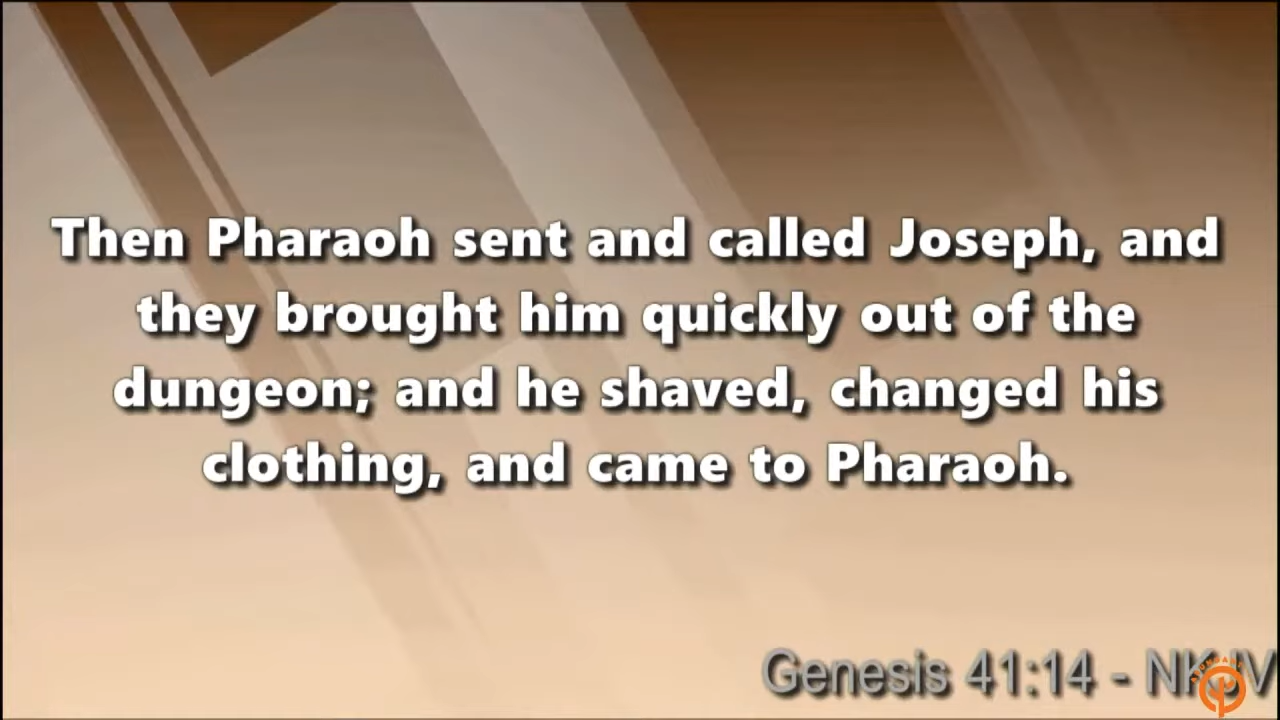 Then Pharaoh sent and called Joseph, and
they brought him quickly out of the
dungeon; and he shaved, changed his
clothing, and came to Pharaoh.
Genesis 41:14 - NKJV